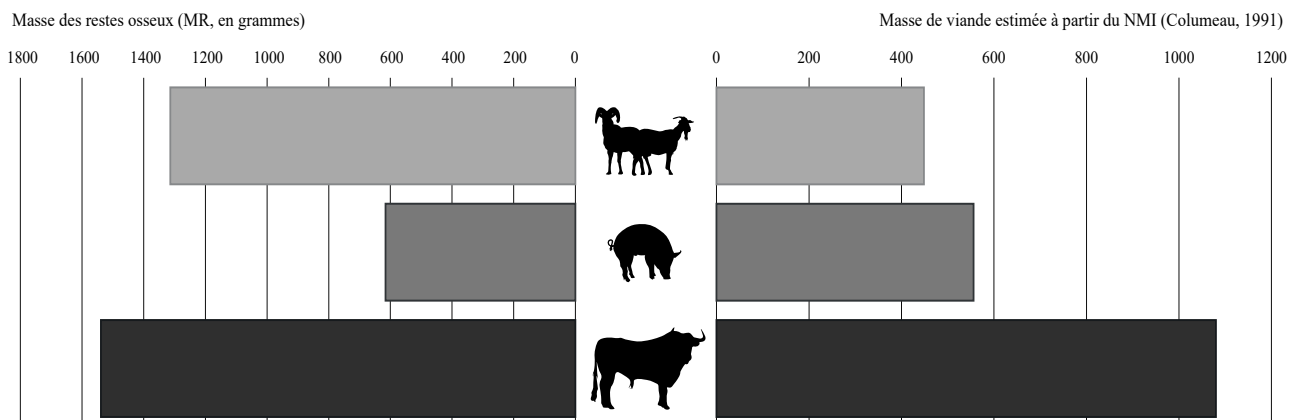 Masse des restes osseux (MR, en grammes)
Masse de viande estimée à partir du NMI (Columeau, 1991)
1800 1600 1400 1200 1000 800 600 400 200 0
0 200 400 600 800 1000 1200